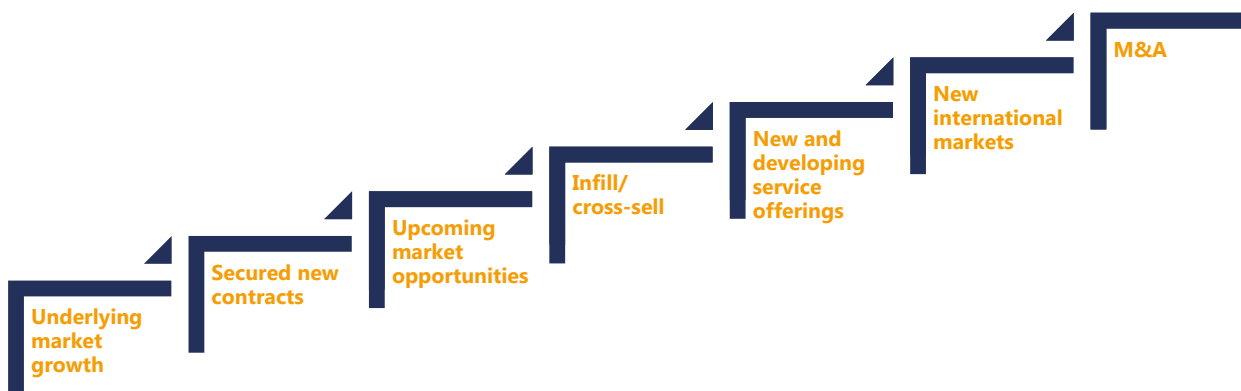 Underlying
market
growth
Secured new
contracts
Upcoming
market
opportunities
Infill/
cross-sell
New and
developing
service
offerings
New
international
markets
M&A